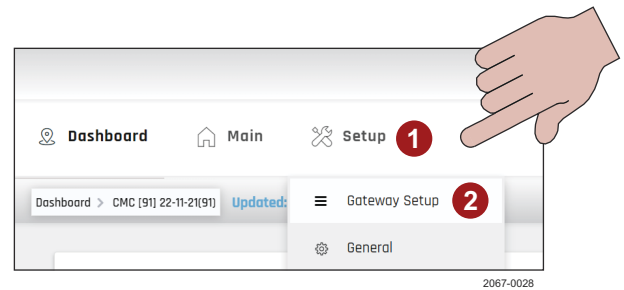 Dashboard Main Setup 1
Dashboard > CMC [91] 22-11-21(91) Updated: Gateway Setup 2
General
2067-0028